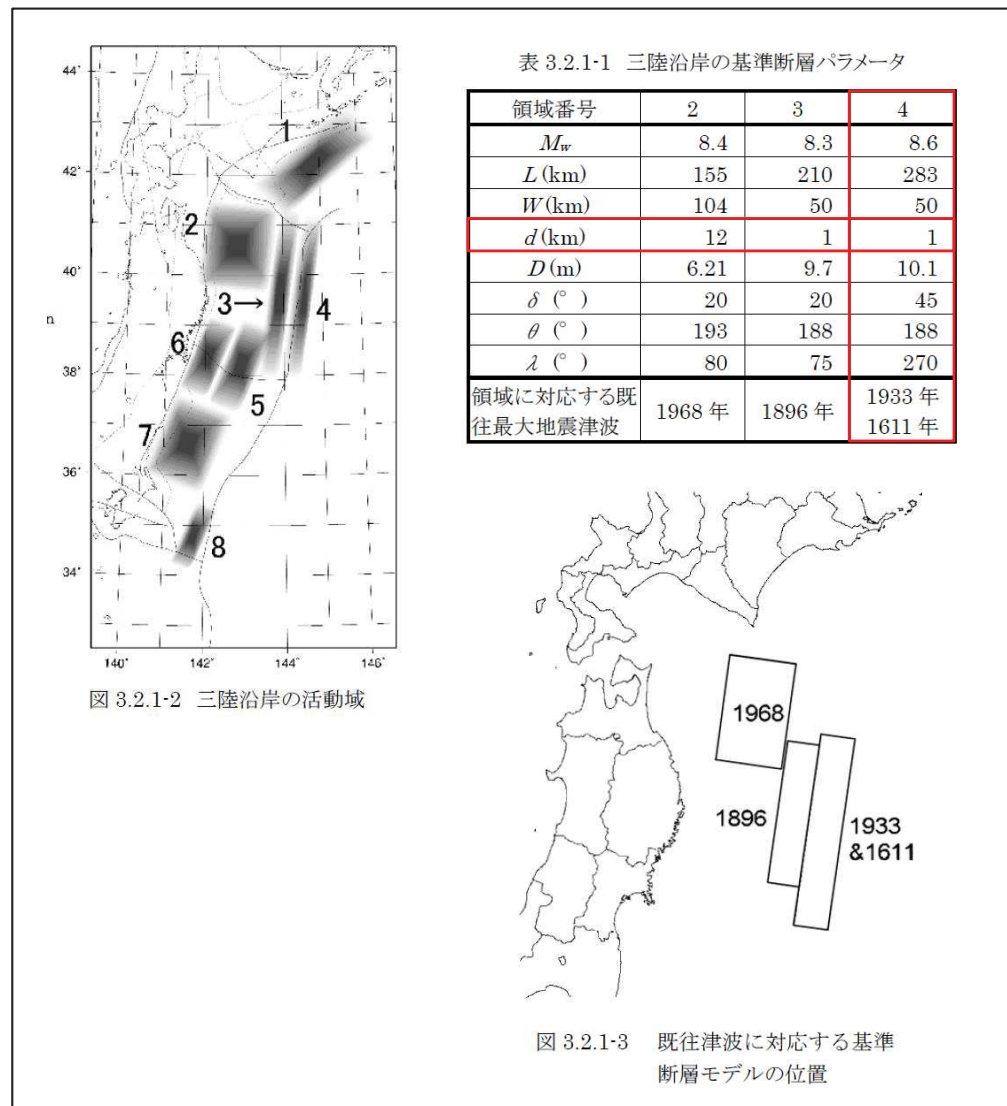 44°
42°
40°
38°
36°
34°
140°
142°
144°
146°
1
2
3→
4
6
5
7
8
n
図 3.2.1-2 三陸沿岸の活動域
表 3.2.1-1 三陸沿岸の基準断層パラメータ
領域番号 2 3 4
Mw 8.4 8.3 8.6
L(km) 155 210 283
W(km) 104 50 50
d(km) 12 1 1
D(m) 6.21 9.7 10.1
δ (°) 20 20 45
θ (°) 193 188 188
λ (°) 80 75 270
領域に対応する既
往最大地震津波 1968 年 1896 年 1933 年
1611 年
1968
1896
1933
&1611
図 3.2.1-3 既往津波に対応する基準
断層モデルの位置